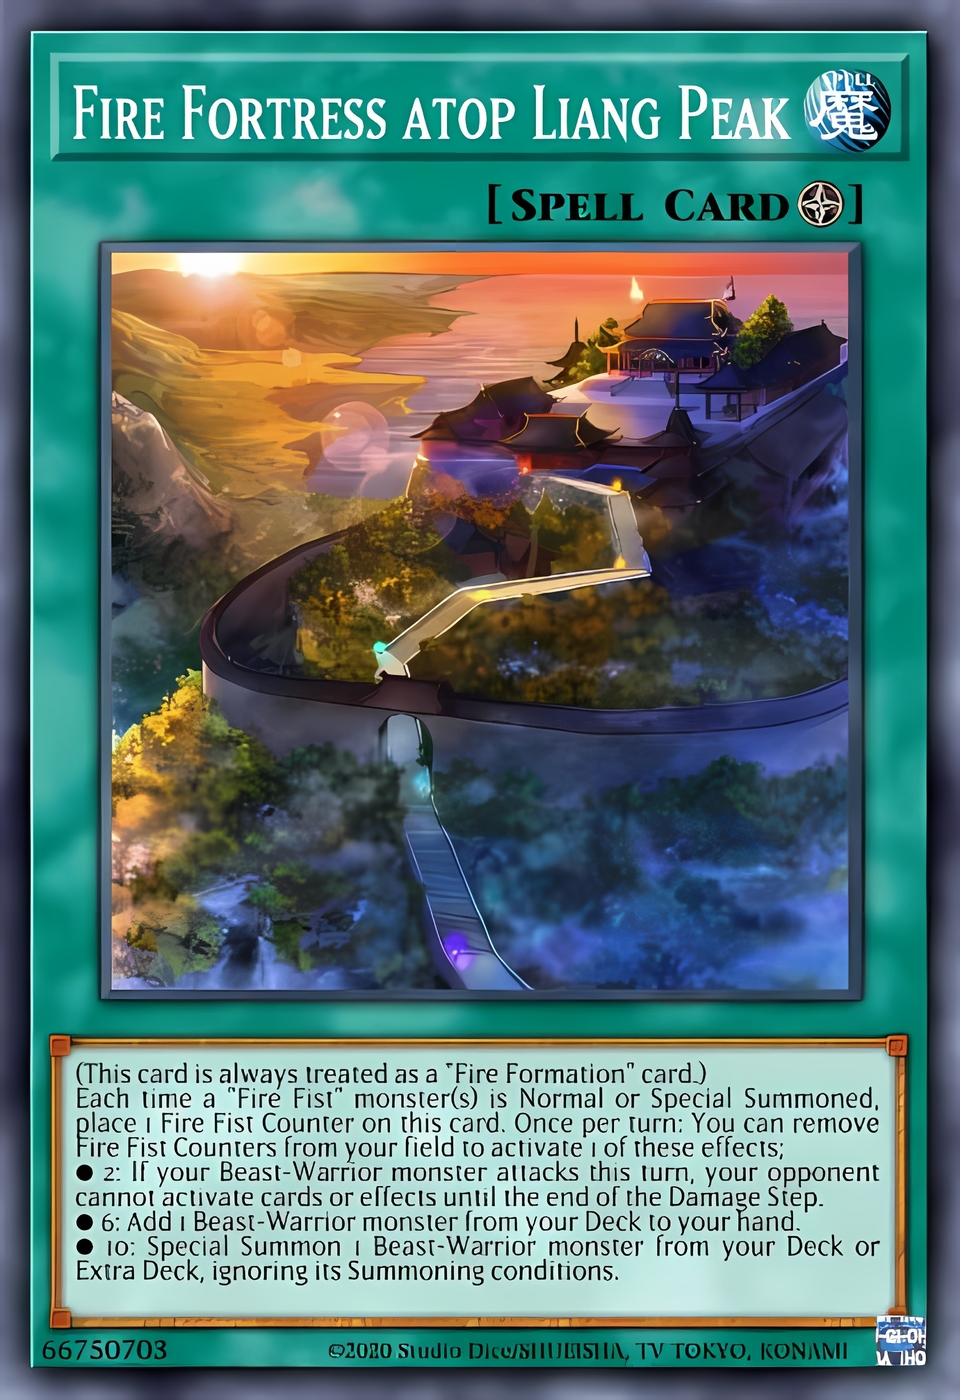 FIRE FORTRESS ATOP LIANG PEAK
魔
[SPELL CARD]
(This card is always treated as a "Fire Formation" card.)
Each time a "Fire Fist" monster(s) is Normal or Special Summoned,
place 1 Fire Fist Counter on this card. Once per turn: You can remove
Fire Fist Counters from your field to activate 1 of these effects;
● 2: If your Beast-Warrior monster attacks this turn, your opponent
cannot activate cards or effects until the end of the Damage Step.
● 6: Add 1 Beast-Warrior monster from your Deck to your hand.
● 10: Special Summon 1 Beast-Warrior monster from your Deck or
Extra Deck, ignoring its Summoning conditions.
66750703
©2020 Studio Dice/SHUEISHA, TV TOKYO, KONAMI